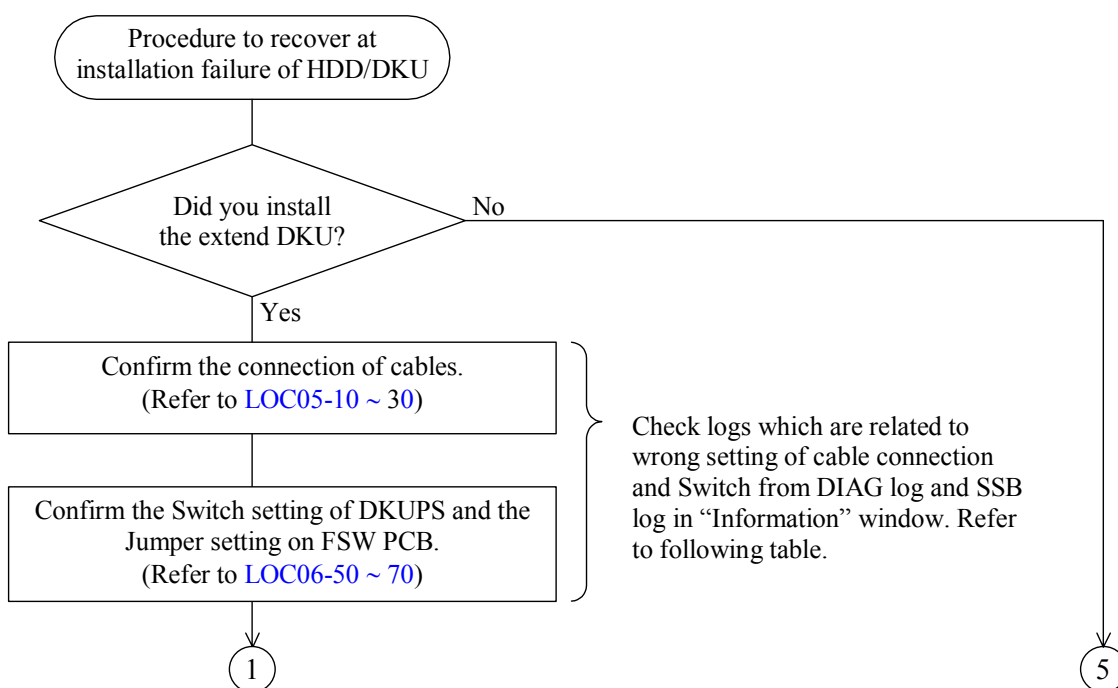 Procedure to recover at
installation failure of HDD/DKU
Did you install
the extend DKU?
No
Yes
Confirm the connection of cables.
(Refer to LOC05-10 ~ 30)
Confirm the Switch setting of DKUPS and the
Jumper setting on FSW PCB.
(Refer to LOC06-50 ~ 70)
Check logs which are related to
wrong setting of cable connection
and Switch from DIAG log and SSB
log in “Information” window. Refer
to following table.
1
5